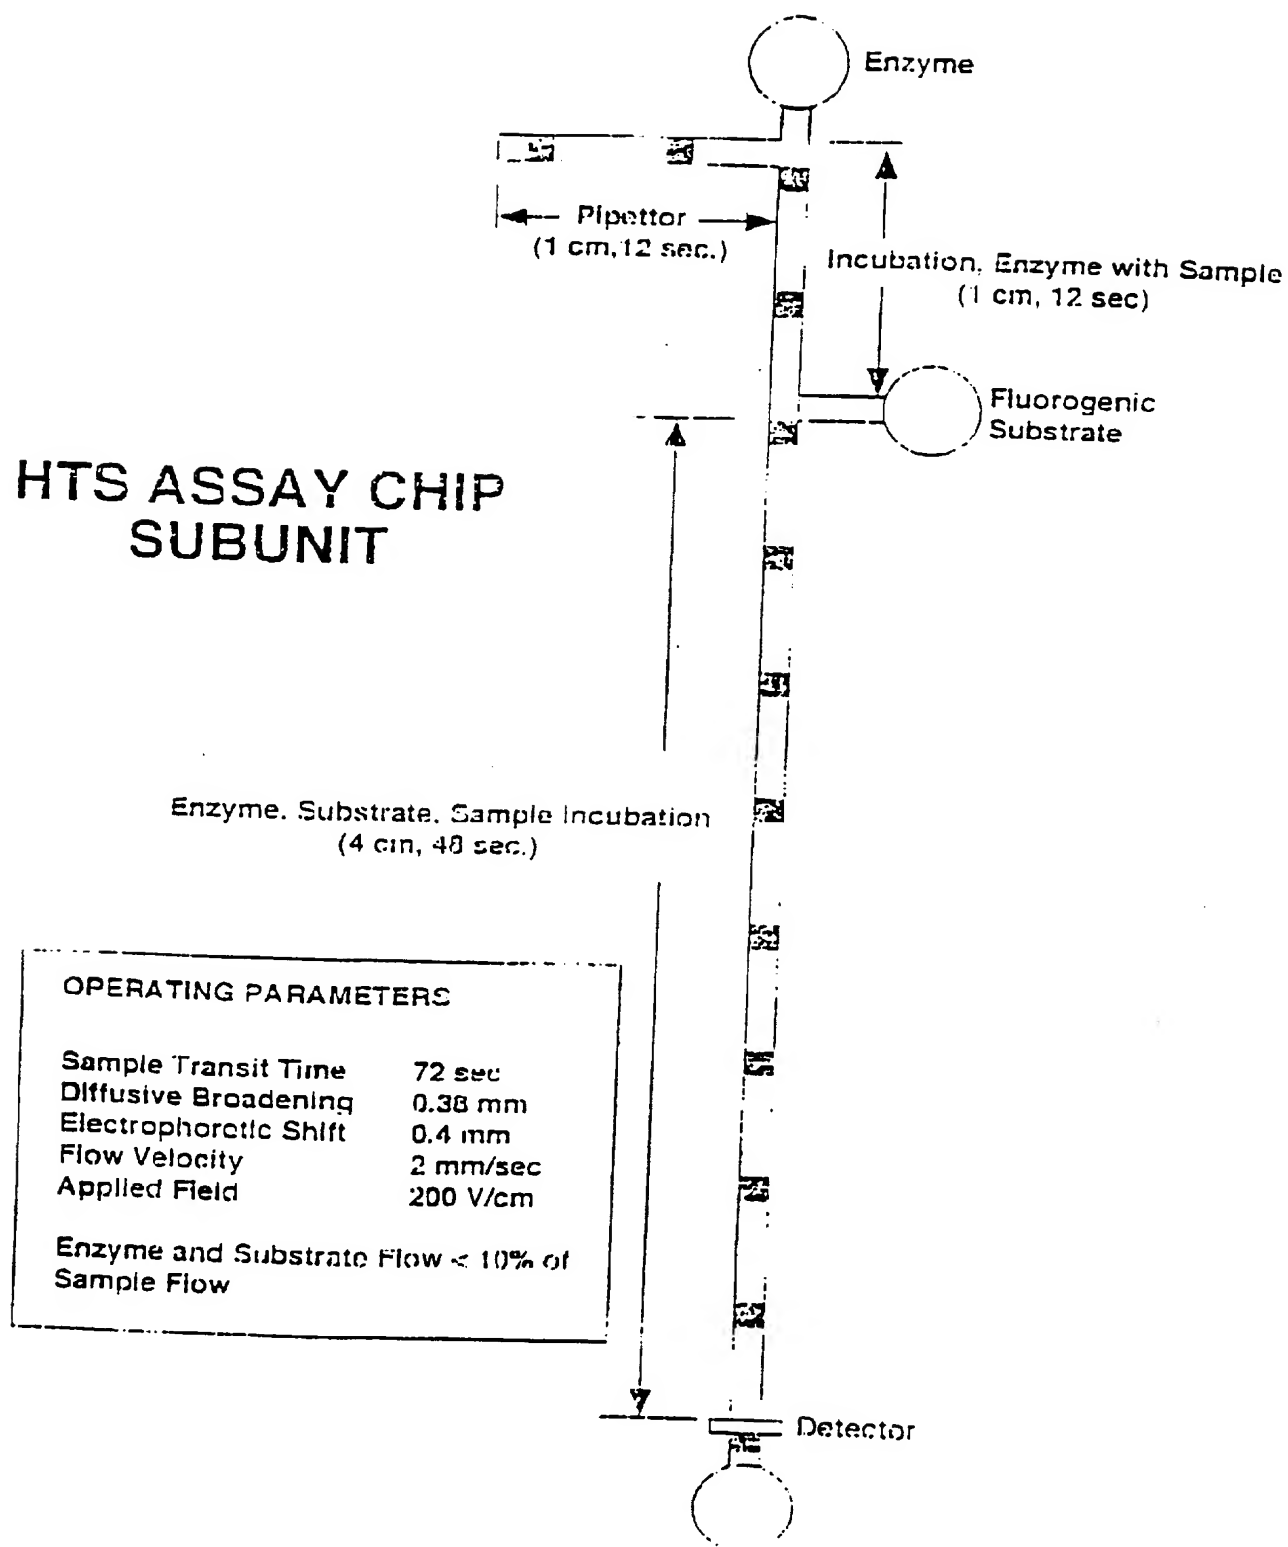 Enzyme
Pipettor
(1 cm, 12 sec.)
Incubation, Enzyme with Sample
(1 cm, 12 sec)
Fluorogenic
Substrate
HTS ASSAY CHIP
SUBUNIT
Enzyme. Substrate. Sample Incubation
(4 cm, 48 sec.)
OPERATING PARAMETERS
Sample Transit Time 72 sec
Diffusive Broadening 0.38 mm
Electrophoretic Shift 0.4 mm
Flow Velocity 2 mm/sec
Applied Field 200 V/cm
Enzyme and Substrate Flow < 10% of
Sample Flow
Detector